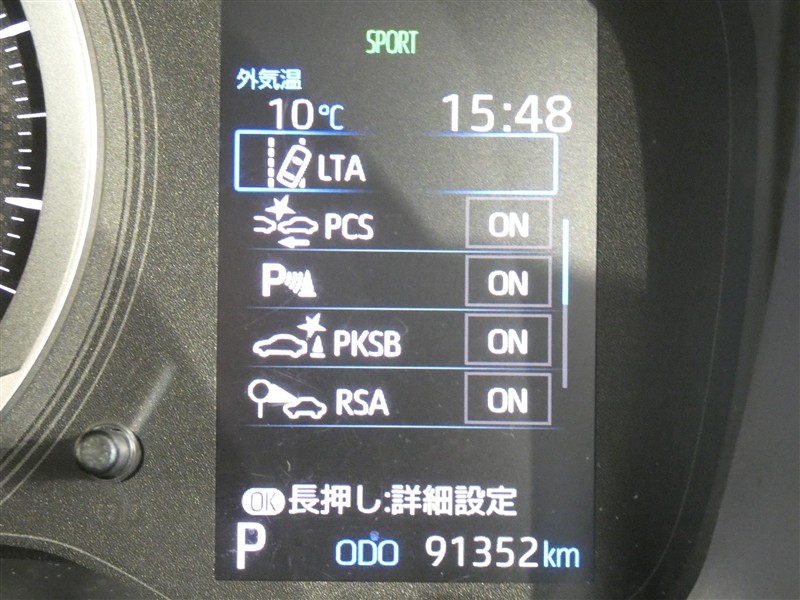 SPORT
外気温
10℃ 15:48
LTA
PCS ON
P ON
PKSB ON
RSA ON
OK 長押し:詳細設定
P ODO 91352km